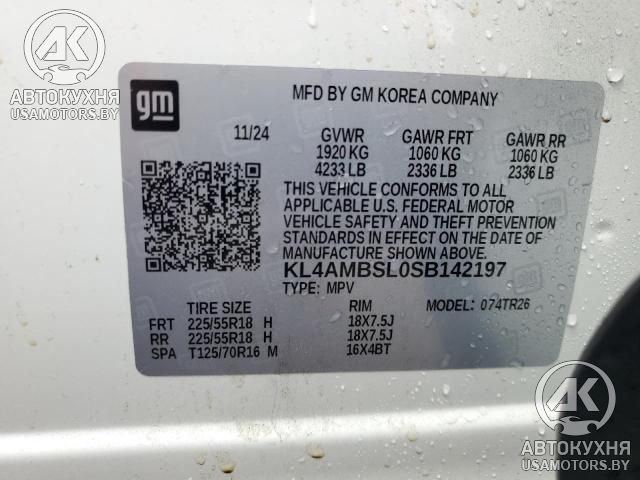 АК
АВТОКУХНЯ
USAMOTORS.BY
gm
MFD BY GM KOREA COMPANY
11/24 GVWR GAWR FRT GAWR RR
1920 KG 1060 KG 1060 KG
4233 LB 2336 LB 2336 LB
THIS VEHICLE CONFORMS TO ALL
APPLICABLE U.S. FEDERAL MOTOR
VEHICLE SAFETY AND THEFT PREVENTION
STANDARDS IN EFFECT ON THE DATE OF
MANUFACTURE SHOWN ABOVE.
KL4AMBSL0SB142197
TYPE: MPV MODEL: 074TR26
TIRE SIZE RIM
FRT 225/55R18 H 18X7.5J
RR 225/55R18 H 18X7.5J
SPA T125/70R16 M 16X4BT
АК
АВТОКУХНЯ
USAMOTORS.BY